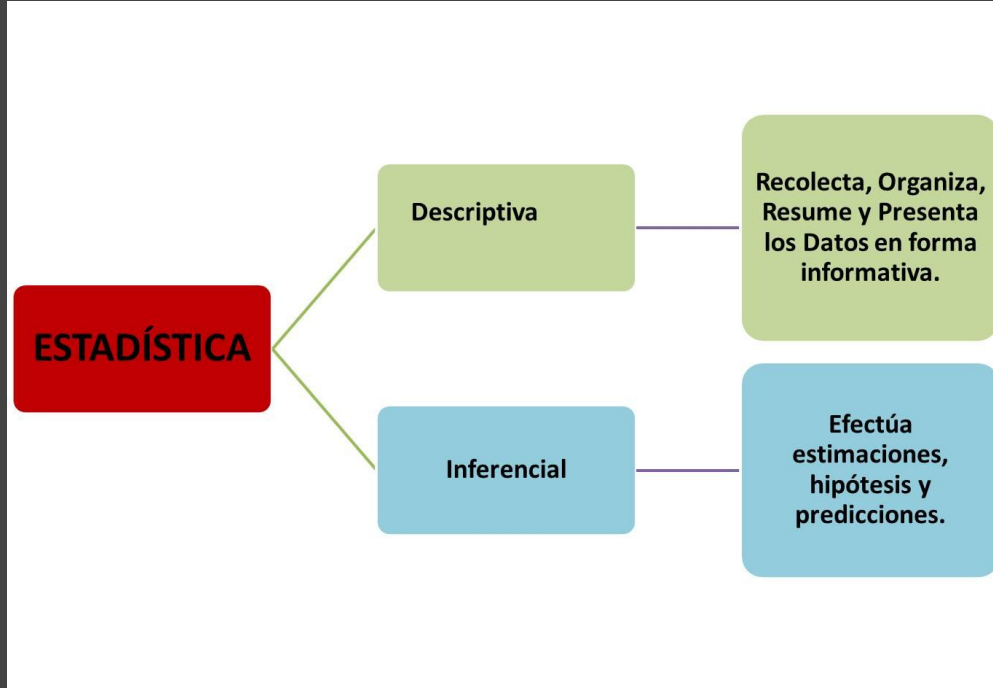 ESTADÍSTICA
Descriptiva
Recolecta, Organiza,
Resume y Presenta
los Datos en forma
informativa.
Inferencial
Efectúa
estimaciones,
hipótesis y
predicciones.